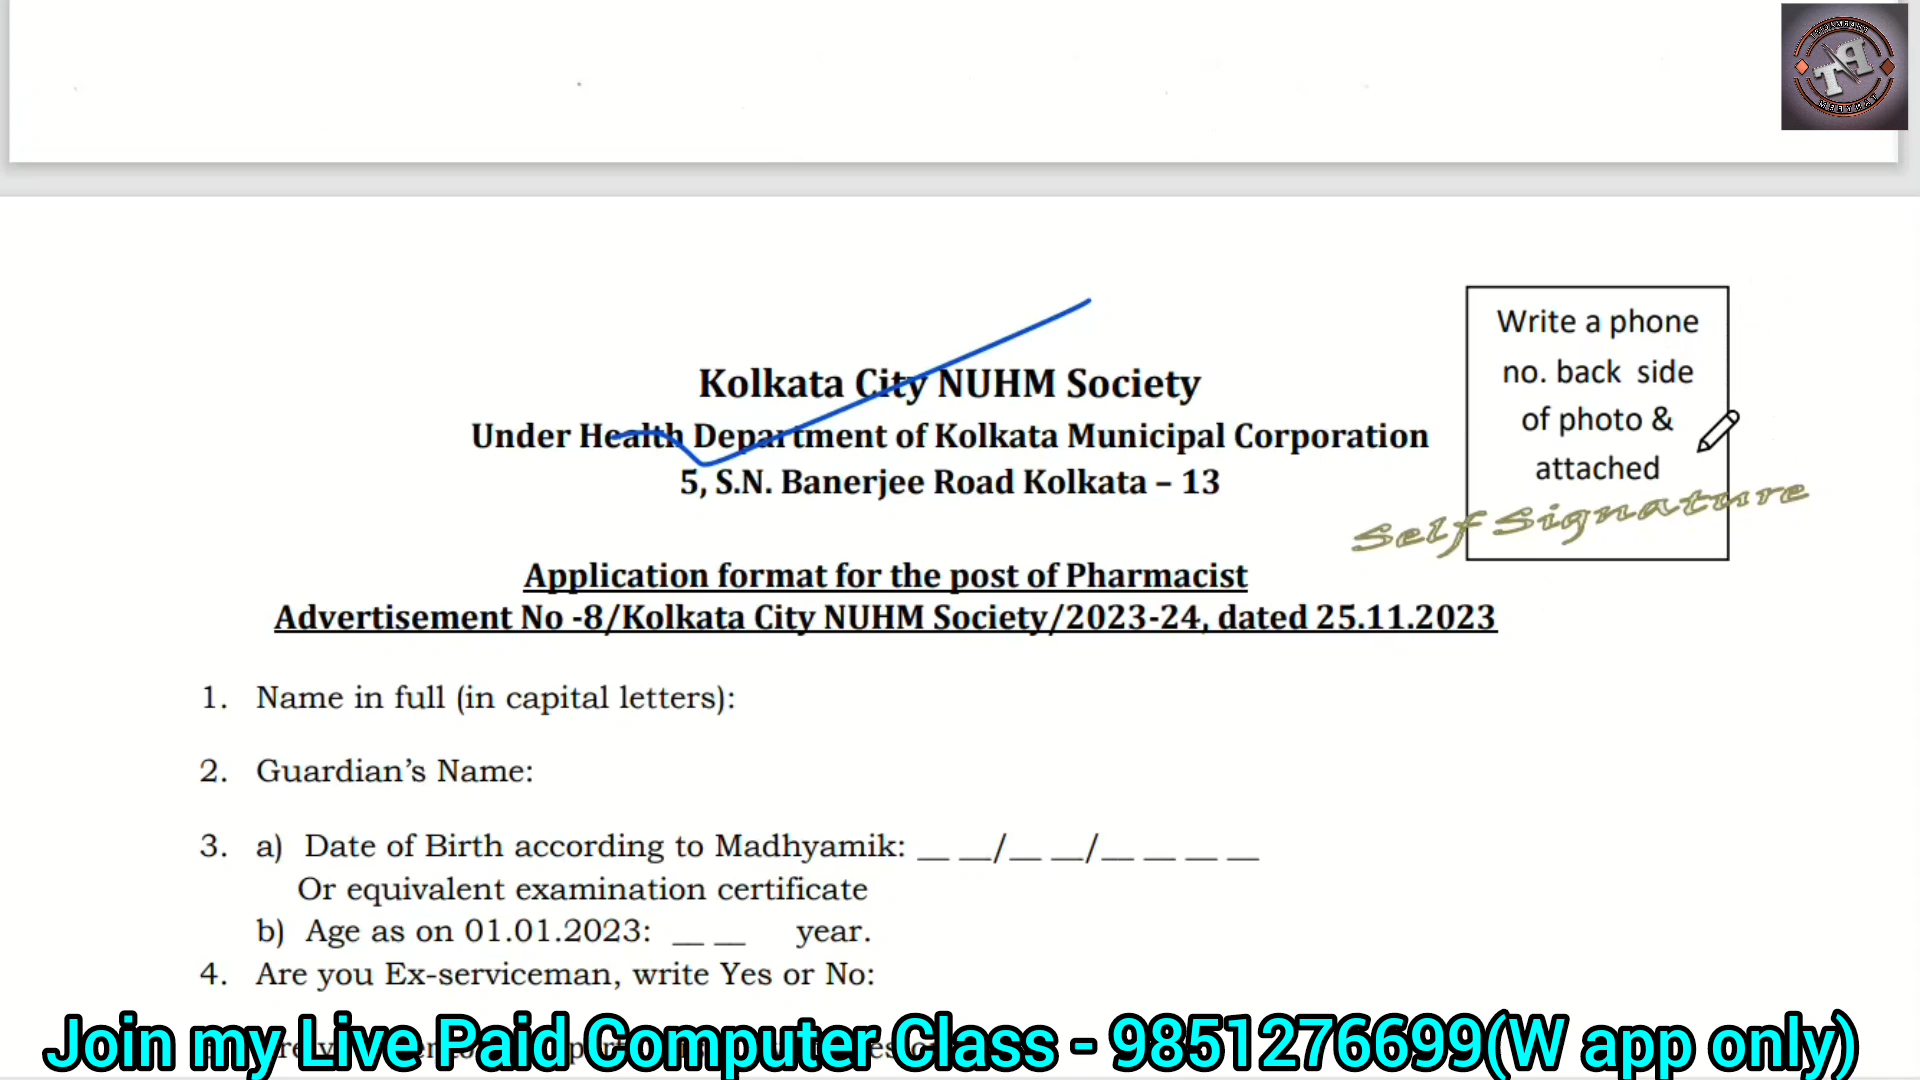 Kolkata City NUHM Society
Under Health Department of Kolkata Municipal Corporation
5, S.N. Banerjee Road Kolkata – 13
Write a phone
no. back side
of photo &
attached
Self Signature
Application format for the post of Pharmacist
Advertisement No -8/Kolkata City NUHM Society/2023-24, dated 25.11.2023
1. Name in full (in capital letters):
2. Guardian’s Name:
3. a) Date of Birth according to Madhyamik: __ __/__ __/__ __ __ __
Or equivalent examination certificate
b) Age as on 01.01.2023: __ __ year.
4. Are you Ex-serviceman, write Yes or No:
Join my Live Paid Computer Class - 9851276699(W app only)